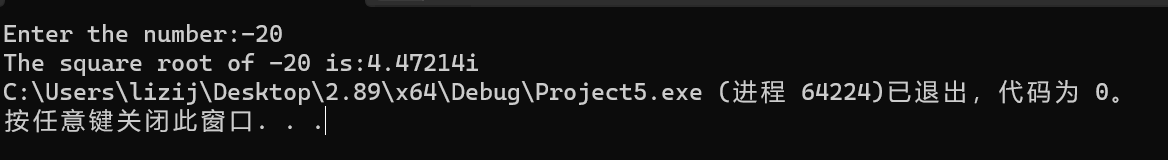 Enter the number:-20
The square root of -20 is:4.47214i
C:\Users\lizij\Desktop\2.89\x64\Debug\Project5.exe (进程 64224)已退出，代码为 0。
按任意键关闭此窗口. . .